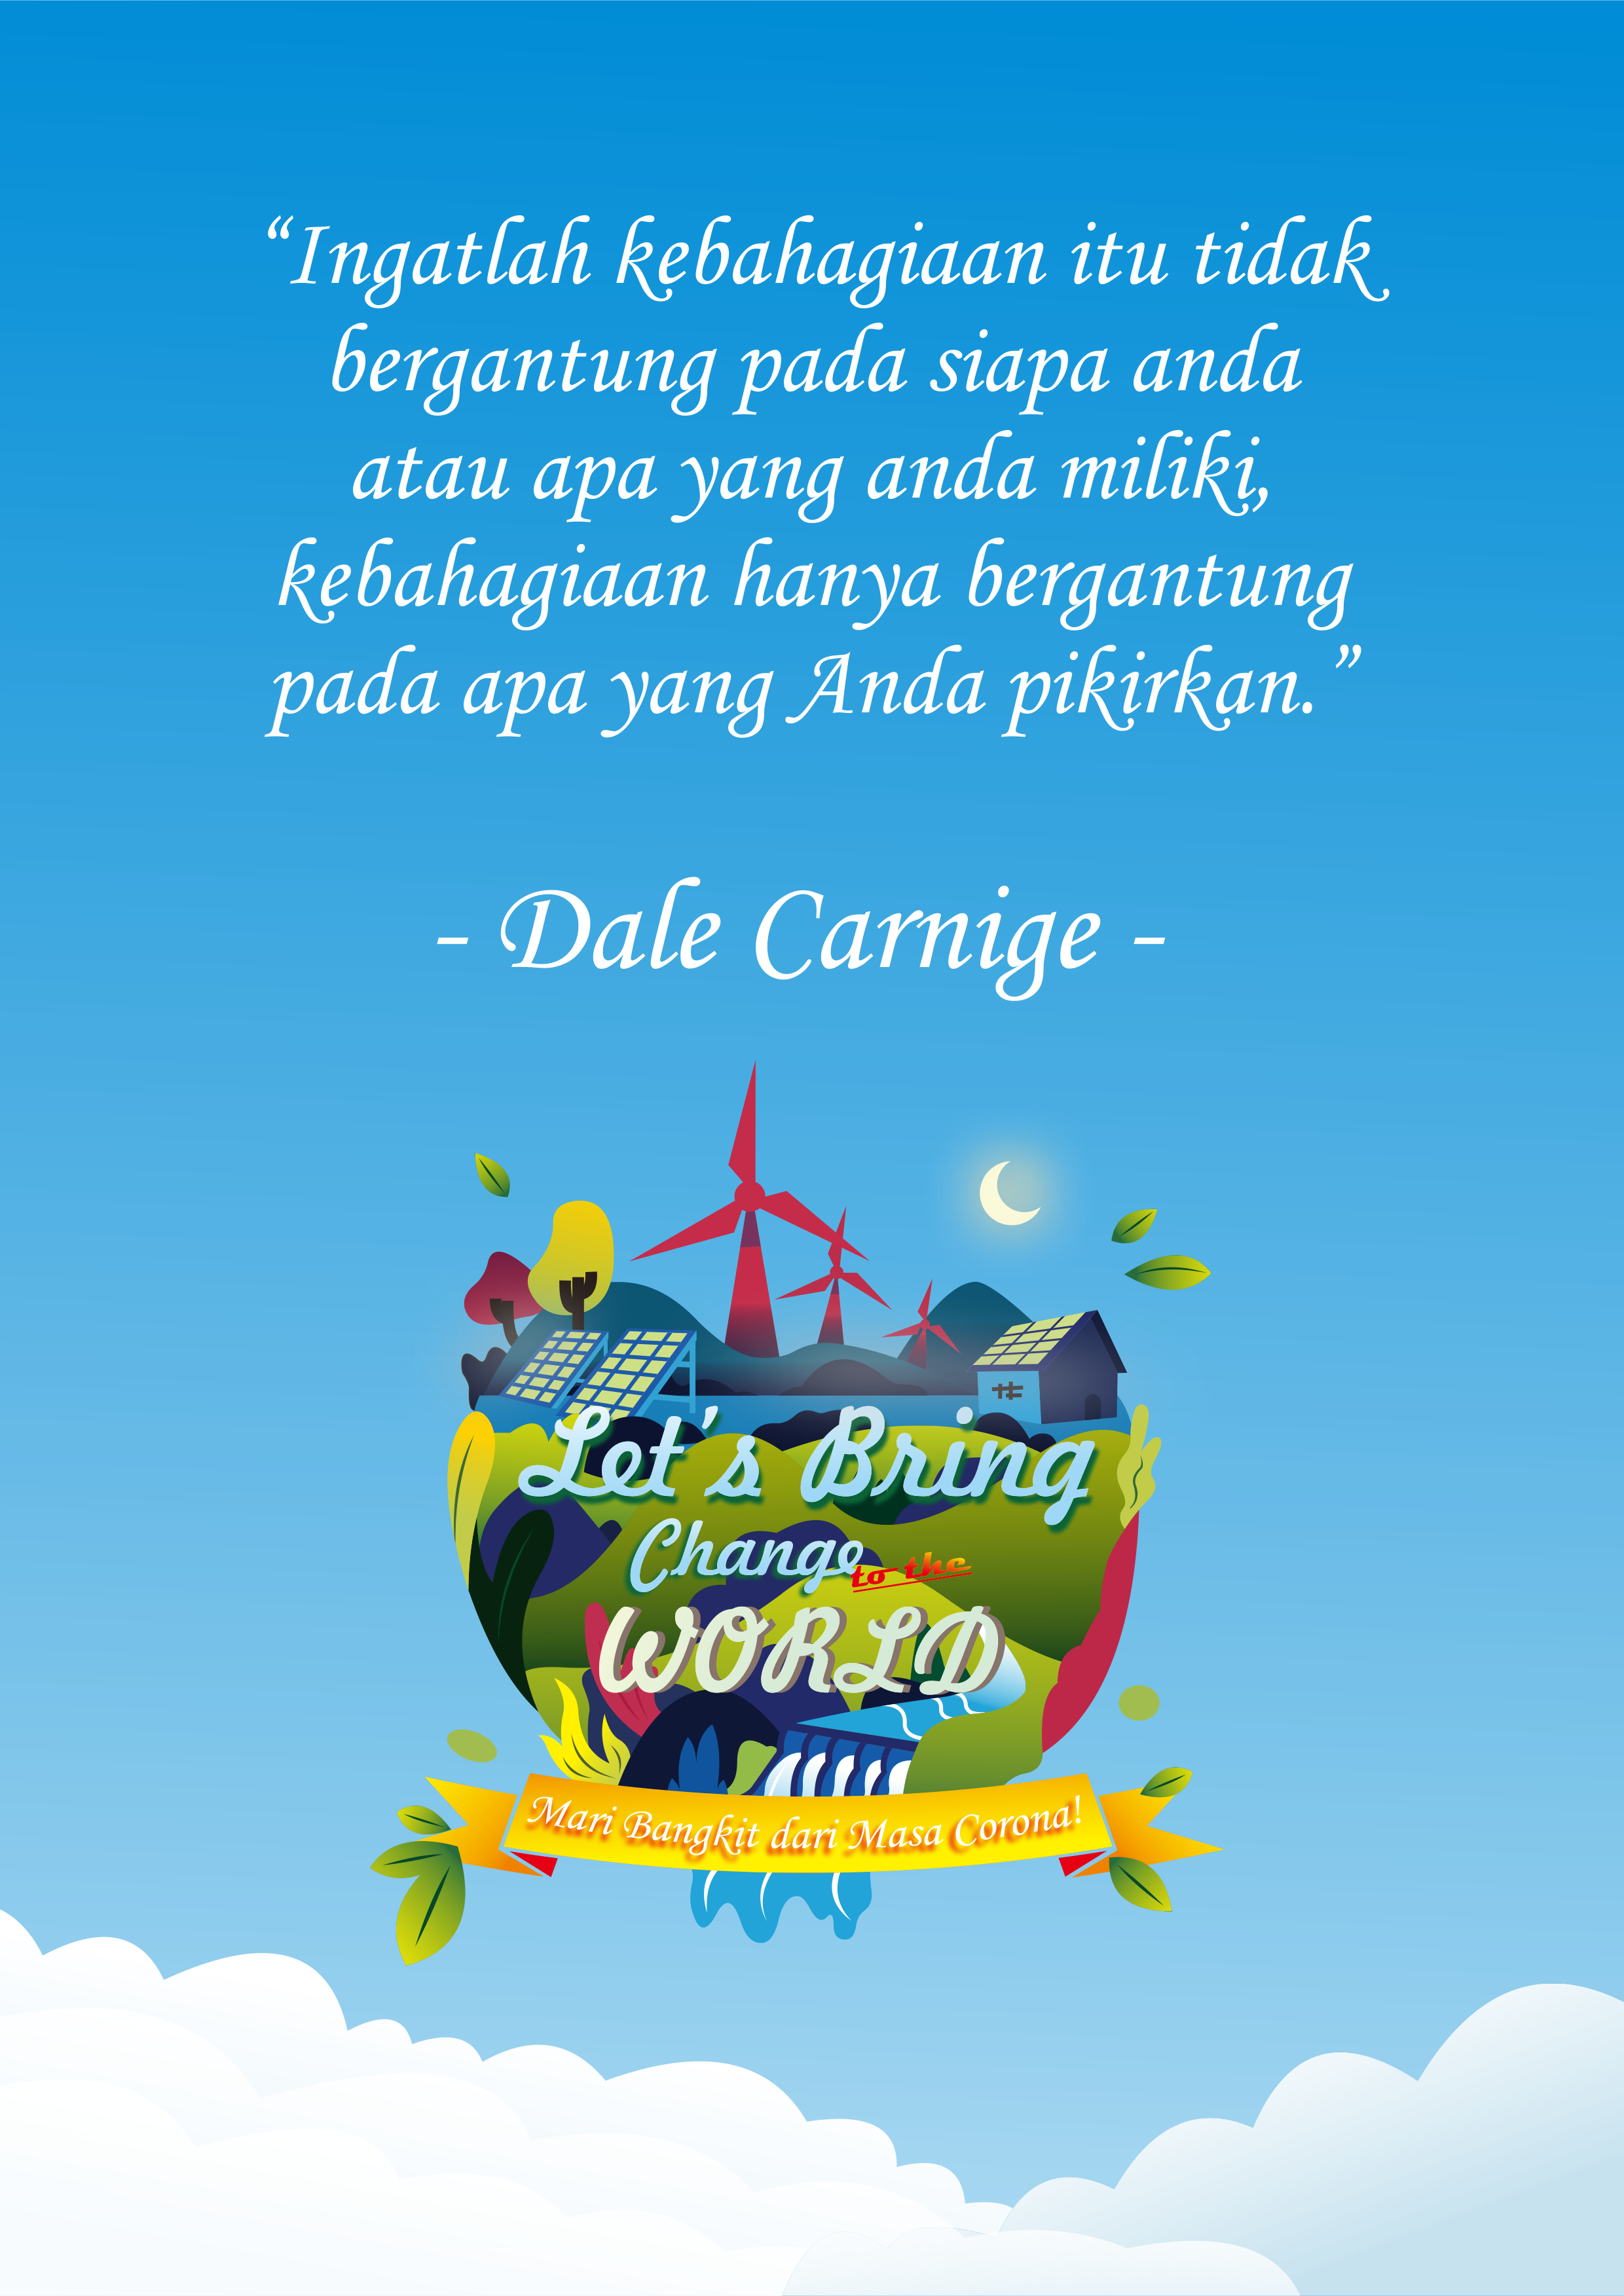 “Ingatlah kebahagiaan itu tidak
bergantung pada siapa anda
atau apa yang anda miliki,
kebahagiaan hanya bergantung
pada apa yang Anda pikirkan.”
- Dale Carnige -
Let's Bring
Change to the
WORLD
Mari Bangkit dari Masa Corona!